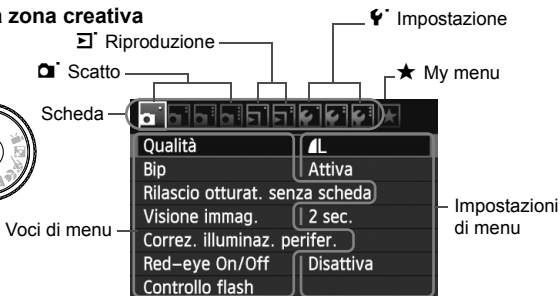 a zona creativa
Impostazione
Riproduzione
Scatto
★ My menu
Scheda
Qualità L
Bip Attiva
Rilascio otturat. senza scheda
Visione immag. 2 sec.
Correz. illuminaz. perifer.
Red-eye On/Off Disattiva
Controllo flash
Voci di menu
Impostazioni
di menu